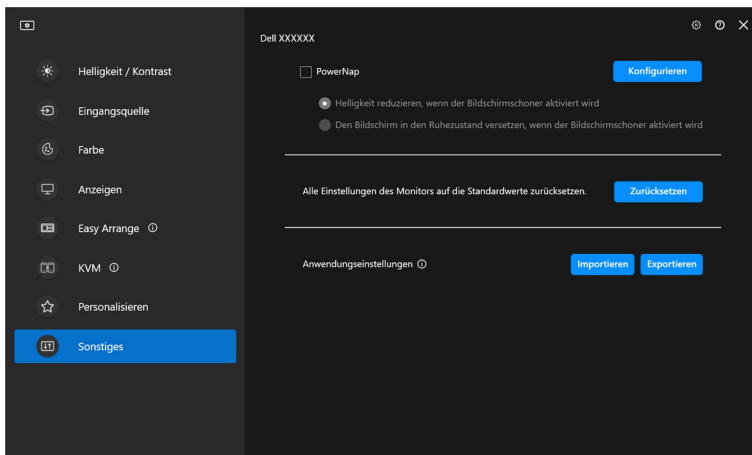 Dell XXXXXX
Helligkeit / Kontrast
Eingangsquelle
Farbe
Anzeigen
Easy Arrange
KVM
Personalisieren
Sonstiges
PowerNap
Konfigurieren
Helligkeit reduzieren, wenn der Bildschirmschoner aktiviert wird
Den Bildschirm in den Ruhezustand versetzen, wenn der Bildschirmschoner aktiviert wird
Alle Einstellungen des Monitors auf die Standardwerte zurücksetzen.
Zurücksetzen
Anwendungseinstellungen
Importieren
Exportieren